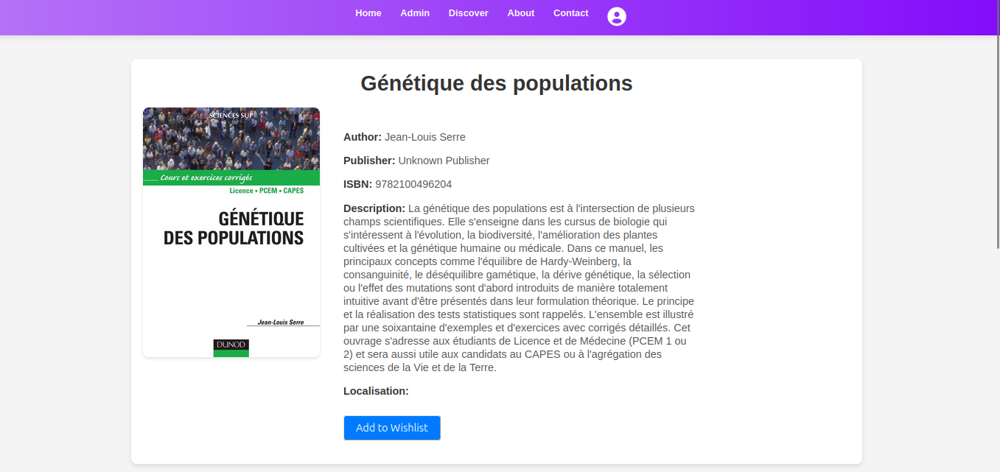 Home Admin Discover About Contact
Génétique des populations
SCIENCES SUP
Cours et exercices corrigés
Licence • PCEM • CAPES
GÉNÉTIQUE
DES POPULATIONS
Jean-Louis Serre
DUNOD
Author: Jean-Louis Serre
Publisher: Unknown Publisher
ISBN: 9782100496204
Description: La génétique des populations est à l'intersection de plusieurs
champs scientifiques. Elle s'enseigne dans les cursus de biologie qui
s'intéressent à l'évolution, la biodiversité, l'amélioration des plantes
cultivées et la génétique humaine ou médicale. Dans ce manuel, les
principaux concepts comme l'équilibre de Hardy-Weinberg, la
consanguinité, le déséquilibre gamétique, la dérive génétique, la sélection
ou l'effet des mutations sont d'abord introduits de manière totalement
intuitive avant d'être présentés dans leur formulation théorique. Le principe
et la réalisation des tests statistiques sont rappelés. L'ensemble est illustré
par une soixantaine d'exemples et d'exercices avec corrigés détaillés. Cet
ouvrage s'adresse aux étudiants de Licence et de Médecine (PCEM 1 ou
2) et sera aussi utile aux candidats au CAPES ou à l'agrégation des
sciences de la Vie et de la Terre.
Localisation:
Add to Wishlist